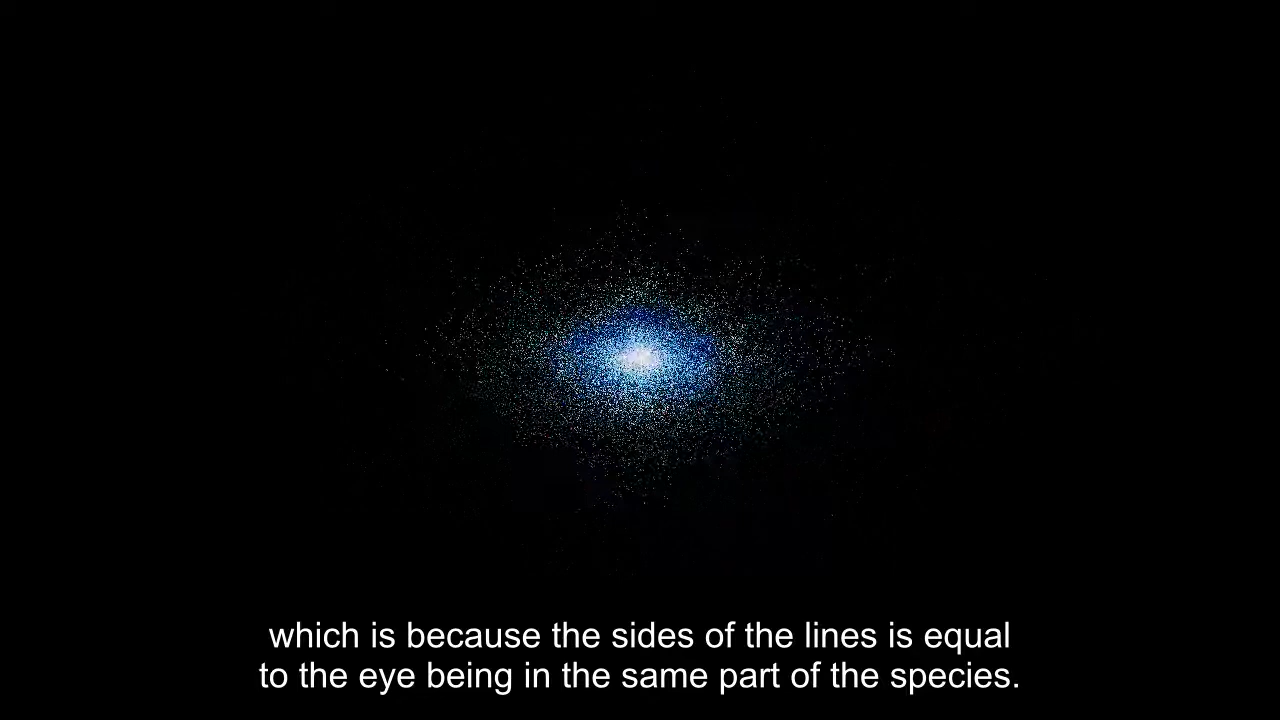 which is because the sides of the lines is equal
to the eye being in the same part of the species.